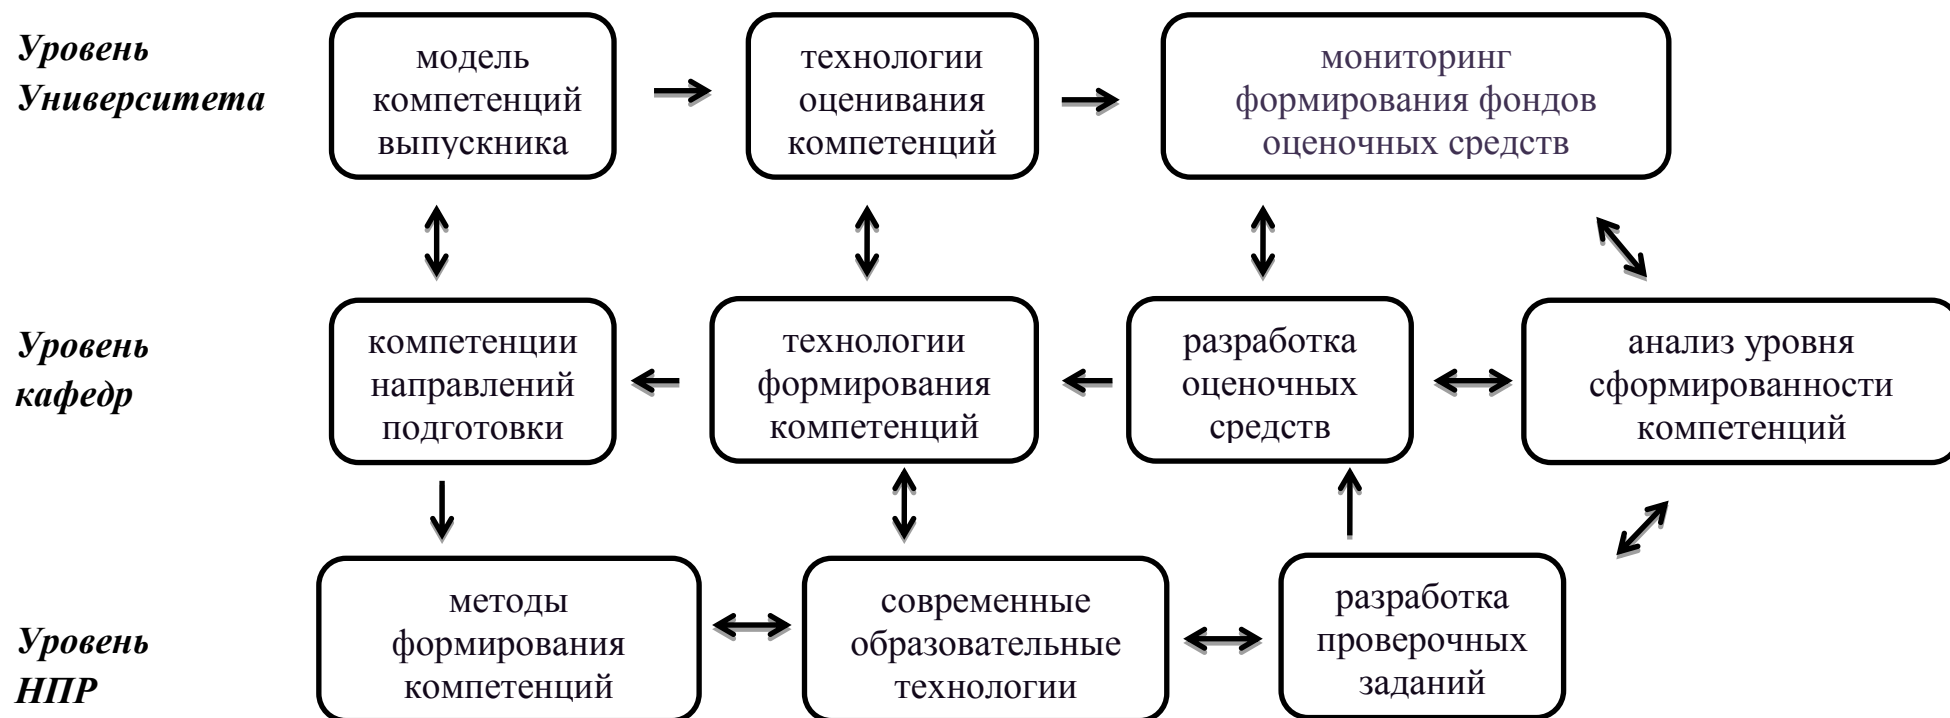 Уровень
Университета
модель
компетенций
выпускника
технологии
оценивания
компетенций
мониторинг
формирования фондов
оценочных средств
Уровень
кафедр
компетенции
направлений
подготовки
технологии
формирования
компетенций
разработка
оценочных
средств
анализ уровня
сформированности
компетенций
Уровень
НПР
методы
формирования
компетенций
современные
образовательные
технологии
разработка
проверочных
заданий